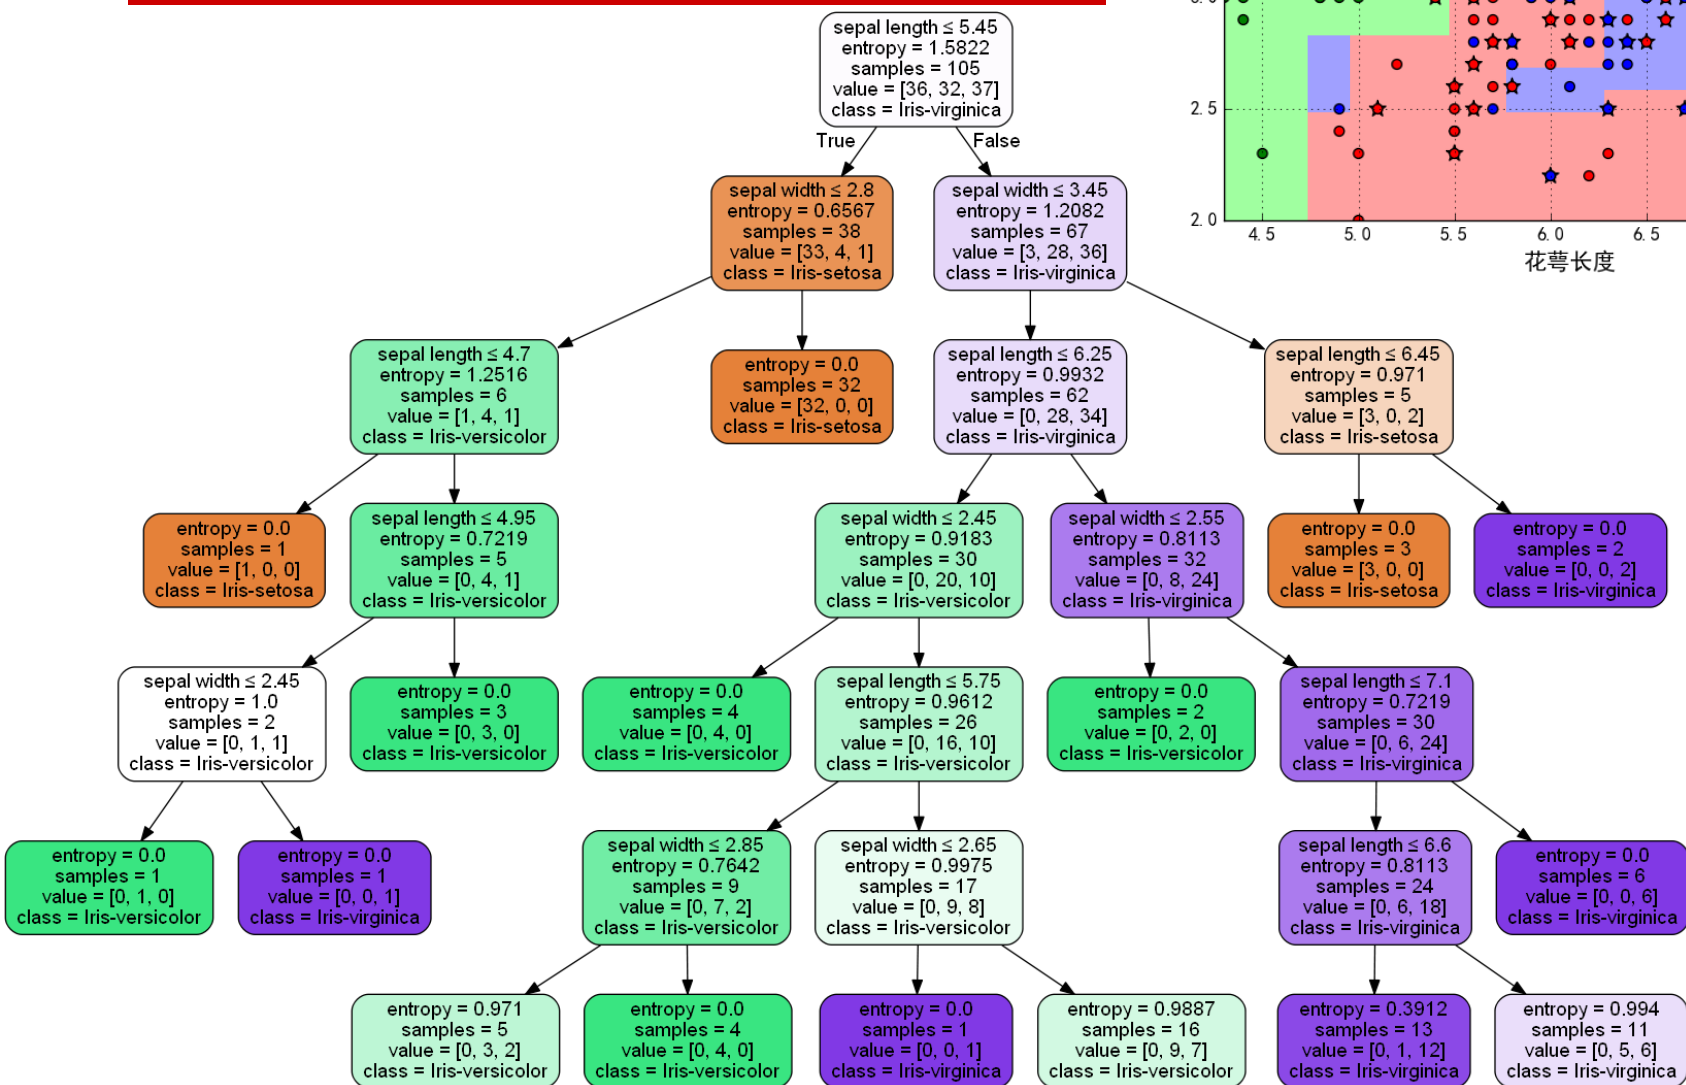 sepal length ≤ 5.45
entropy = 1.5822
samples = 105
value = [36, 32, 37]
class = Iris-virginica
True
False
2.5
2.0
4.5
5.0
5.5
6.0
6.5
花萼长度
sepal width ≤ 2.8
entropy = 0.6567
samples = 38
value = [33, 4, 1]
class = Iris-setosa
sepal width ≤ 3.45
entropy = 1.2082
samples = 67
value = [3, 28, 36]
class = Iris-virginica
sepal length ≤ 4.7
entropy = 1.2516
samples = 6
value = [1, 4, 1]
class = Iris-versicolor
entropy = 0.0
samples = 32
value = [32, 0, 0]
class = Iris-setosa
sepal length ≤ 6.25
entropy = 0.9932
samples = 62
value = [0, 28, 34]
class = Iris-virginica
sepal length ≤ 6.45
entropy = 0.971
samples = 5
value = [3, 0, 2]
class = Iris-setosa
entropy = 0.0
samples = 1
value = [1, 0, 0]
class = Iris-setosa
sepal length ≤ 4.95
entropy = 0.7219
samples = 5
value = [0, 4, 1]
class = Iris-versicolor
sepal width ≤ 2.45
entropy = 0.9183
samples = 30
value = [0, 20, 10]
class = Iris-versicolor
sepal width ≤ 2.55
entropy = 0.8113
samples = 32
value = [0, 8, 24]
class = Iris-virginica
entropy = 0.0
samples = 3
value = [3, 0, 0]
class = Iris-setosa
entropy = 0.0
samples = 2
value = [0, 0, 2]
class = Iris-virginica
sepal width ≤ 2.45
entropy = 1.0
samples = 2
value = [0, 1, 1]
class = Iris-versicolor
entropy = 0.0
samples = 3
value = [0, 3, 0]
class = Iris-versicolor
entropy = 0.0
samples = 4
value = [0, 4, 0]
class = Iris-versicolor
sepal length ≤ 5.75
entropy = 0.9612
samples = 26
value = [0, 16, 10]
class = Iris-versicolor
entropy = 0.0
samples = 2
value = [0, 2, 0]
class = Iris-versicolor
sepal length ≤ 7.1
entropy = 0.7219
samples = 30
value = [0, 6, 24]
class = Iris-virginica
entropy = 0.0
samples = 1
value = [0, 1, 0]
class = Iris-versicolor
entropy = 0.0
samples = 1
value = [0, 0, 1]
class = Iris-virginica
sepal width ≤ 2.85
entropy = 0.7642
samples = 9
value = [0, 7, 2]
class = Iris-versicolor
sepal width ≤ 2.65
entropy = 0.9975
samples = 17
value = [0, 9, 8]
class = Iris-versicolor
sepal length ≤ 6.6
entropy = 0.8113
samples = 24
value = [0, 6, 18]
class = Iris-virginica
entropy = 0.0
samples = 6
value = [0, 0, 6]
class = Iris-virginica
entropy = 0.971
samples = 5
value = [0, 3, 2]
class = Iris-versicolor
entropy = 0.0
samples = 4
value = [0, 4, 0]
class = Iris-versicolor
entropy = 0.0
samples = 1
value = [0, 0, 1]
class = Iris-virginica
entropy = 0.9887
samples = 16
value = [0, 9, 7]
class = Iris-versicolor
entropy = 0.3912
samples = 13
value = [0, 1, 12]
class = Iris-virginica
entropy = 0.994
samples = 11
value = [0, 5, 6]
class = Iris-virginica